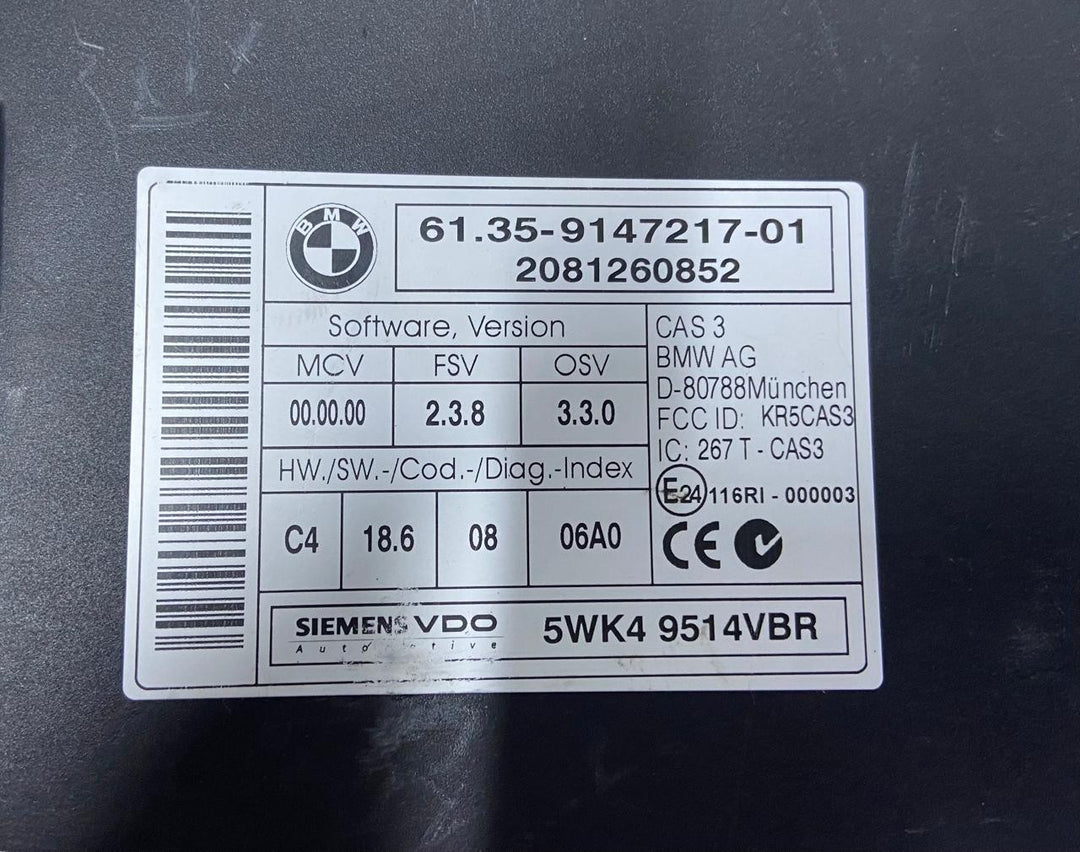 BMW
61.35-9147217-01
2081260852
Software, Version
MCV FSV OSV
00.00.00 2.3.8 3.3.0
HW./SW.-/Cod.-/Diag.-Index
C4 18.6 08 06A0
CAS 3
BMW AG
D-80788München
FCC ID: KR5CAS3
IC: 267 T - CAS3
E24 116RI - 000003
CE
SIEMENS VDO
5WK4 9514VBR